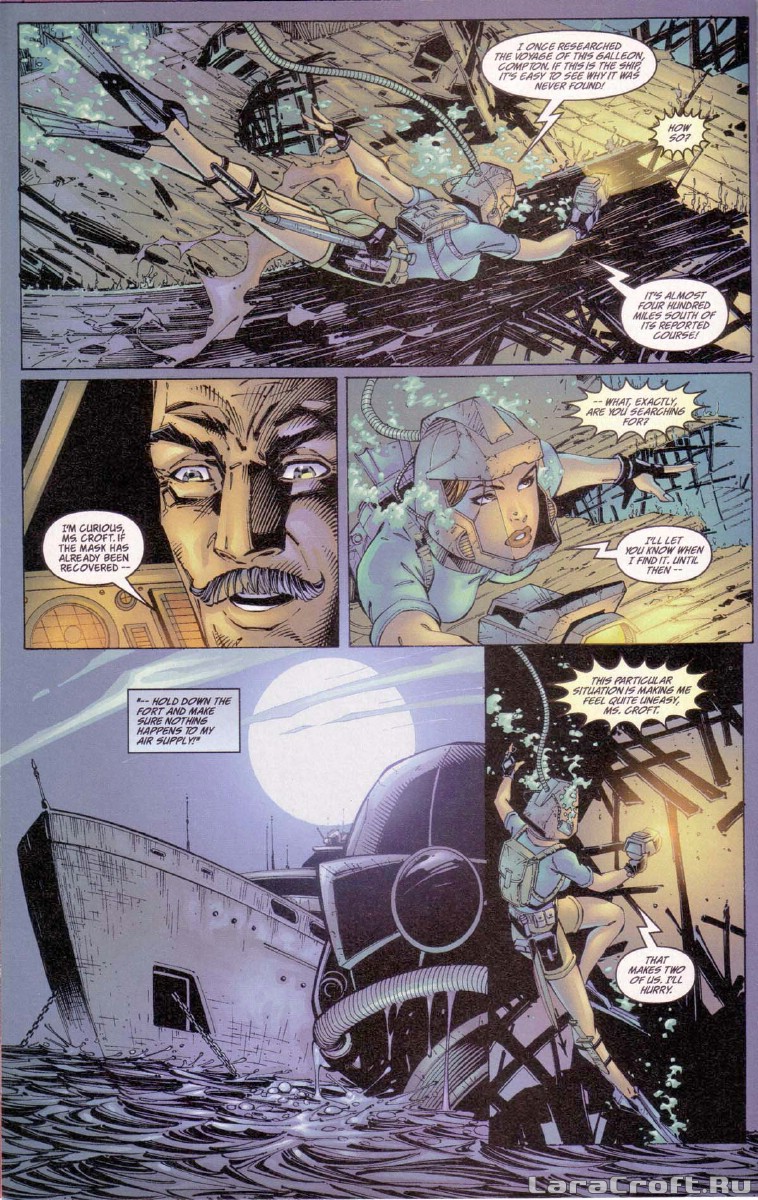 I ONCE RESEARCHED
THE VOYAGE OF THIS GALLEON,
COMPTON. IF THIS IS THE SHIP,
IT'S EASY TO SEE WHY IT WAS
NEVER FOUND!
HOW
SO?
IT'S ALMOST
FOUR HUNDRED
MILES SOUTH OF
ITS REPORTED
COURSE!
I'M CURIOUS,
MS. CROFT. IF
THE MASK HAS
ALREADY BEEN
RECOVERED --
-- WHAT, EXACTLY,
ARE YOU SEARCHING
FOR?
I'LL LET
YOU KNOW WHEN
I FIND IT. UNTIL
THEN --
"-- HOLD DOWN THE
FORT AND MAKE
SURE NOTHING
HAPPENS TO MY
AIR SUPPLY!"
THIS PARTICULAR
SITUATION IS MAKING ME
FEEL QUITE UNEASY,
MS. CROFT.
THAT
MAKES TWO
OF US. I'LL
HURRY.
LaraCroft.Ru